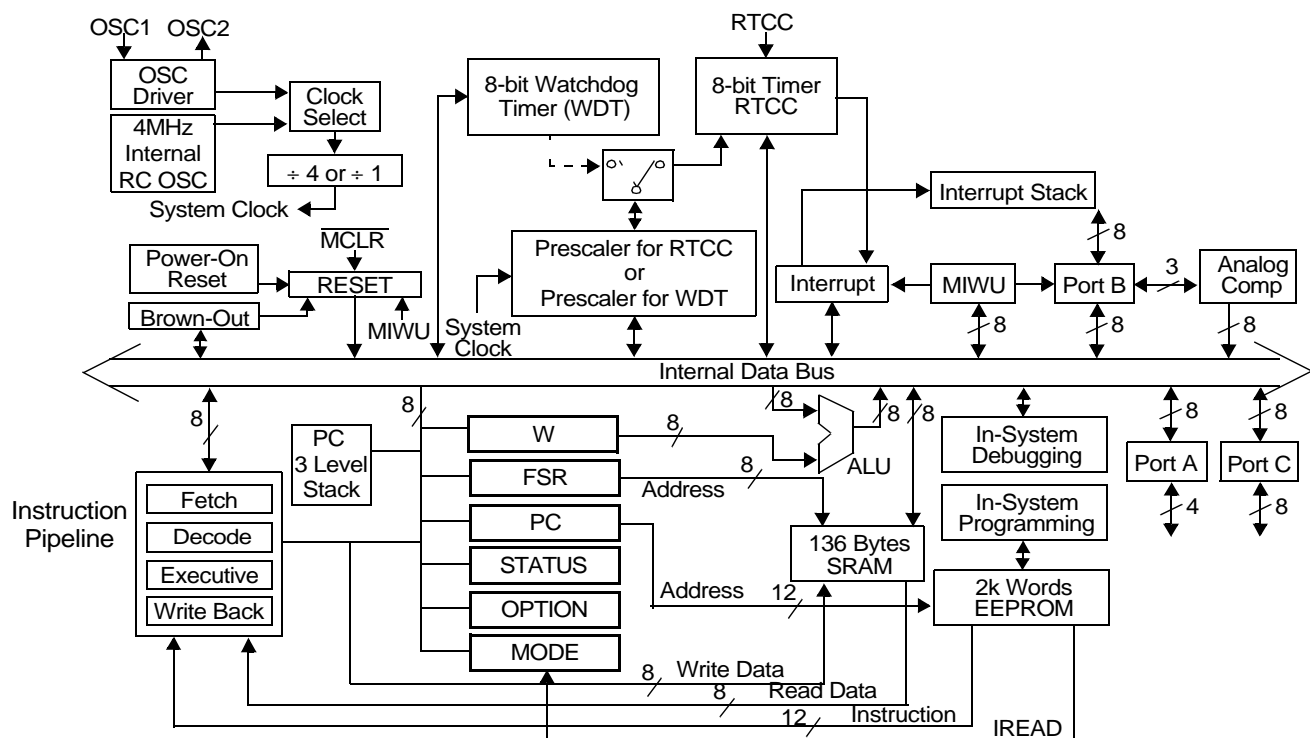 OSC1
OSC2
OSC
Driver
4MHz
Internal
RC OSC
Clock
Select
÷ 4 or ÷ 1
System Clock
MCLR
Power-On
Reset
RESET
Brown-Out
MIWU
8-bit Watchdog
Timer (WDT)
RTCC
8-bit Timer
RTCC
Prescaler for RTCC
or
Prescaler for WDT
System
Clock
Interrupt Stack
8
Interrupt
MIWU
Port B
3
Analog
Comp
8
8
8
Internal Data Bus
8
8
8
8
8
8
8
PC
3 Level
Stack
W
8
ALU
FSR
8
Address
PC
STATUS
OPTION
MODE
Instruction
Pipeline
Fetch
Decode
Executive
Write Back
In-System
Debugging
In-System
Programming
Port A
Port C
4
8
136 Bytes
SRAM
Address
12
2k Words
EEPROM
8
Write Data
8
Read Data
12
Instruction
IREAD